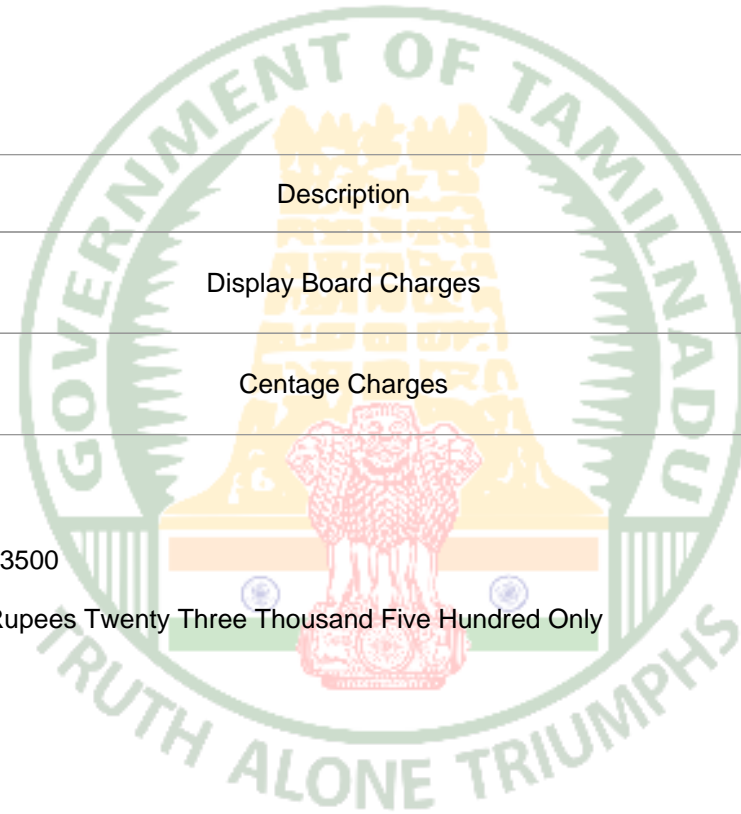 GOVERNMENT OF TAMILNADU
Description
Display Board Charges
Centage Charges
3500
Rupees Twenty Three Thousand Five Hundred Only
TRUTH ALONE TRIUMPHS